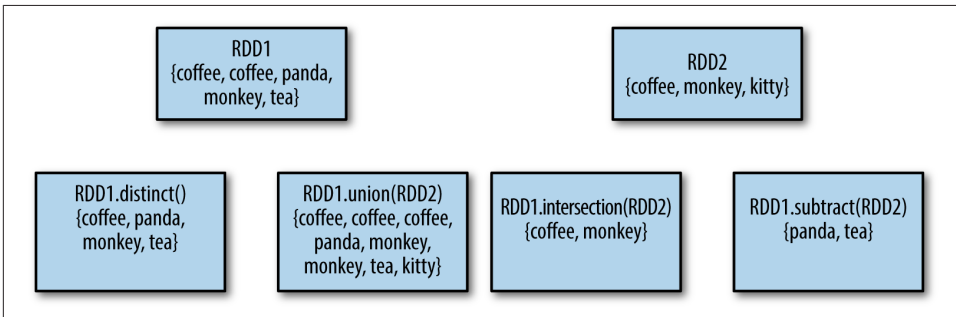 RDD1
{coffee, coffee, panda,
monkey, tea}
RDD2
{coffee, monkey, kitty}
RDD1.distinct()
{coffee, panda,
monkey, tea}
RDD1.union(RDD2)
{coffee, coffee, coffee,
panda, monkey,
monkey, tea, kitty}
RDD1.intersection(RDD2)
{coffee, monkey}
RDD1.subtract(RDD2)
{panda, tea}